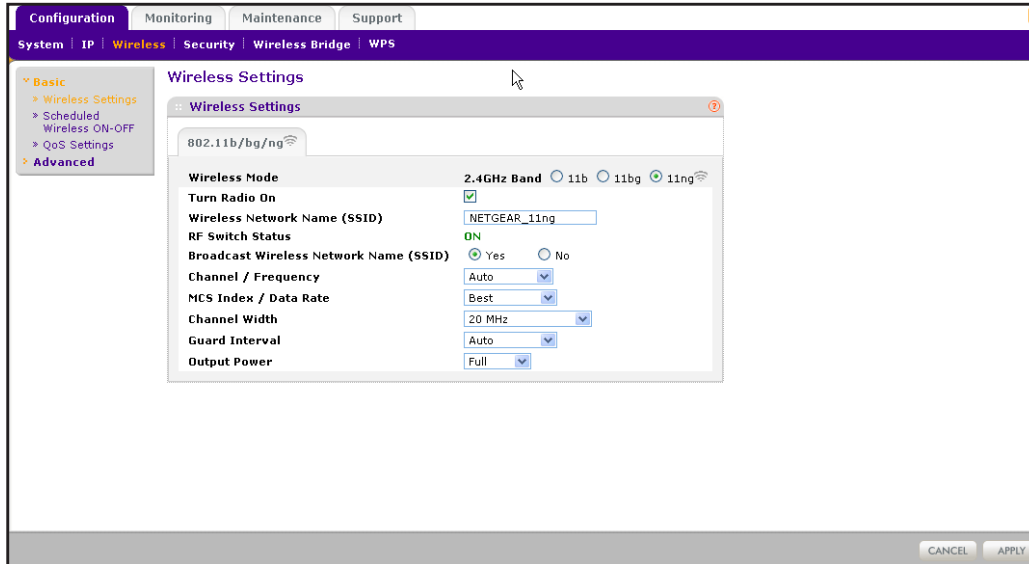 Configuration Monitoring Maintenance Support
System IP Wireless Security Wireless Bridge WPS
Basic
Wireless Settings
Scheduled
Wireless ON-OFF
QoS Settings
Advanced
Wireless Settings
Wireless Settings ?
802.11b/bg/ng
Wireless Mode 2.4GHz Band 11b 11bg 11ng
Turn Radio On
Wireless Network Name (SSID) NETGEAR_11ng
RF Switch Status ON
Broadcast Wireless Network Name (SSID) Yes No
Channel / Frequency Auto
MCS Index / Data Rate Best
Channel Width 20 MHz
Guard Interval Auto
Output Power Full
CANCEL APPLY